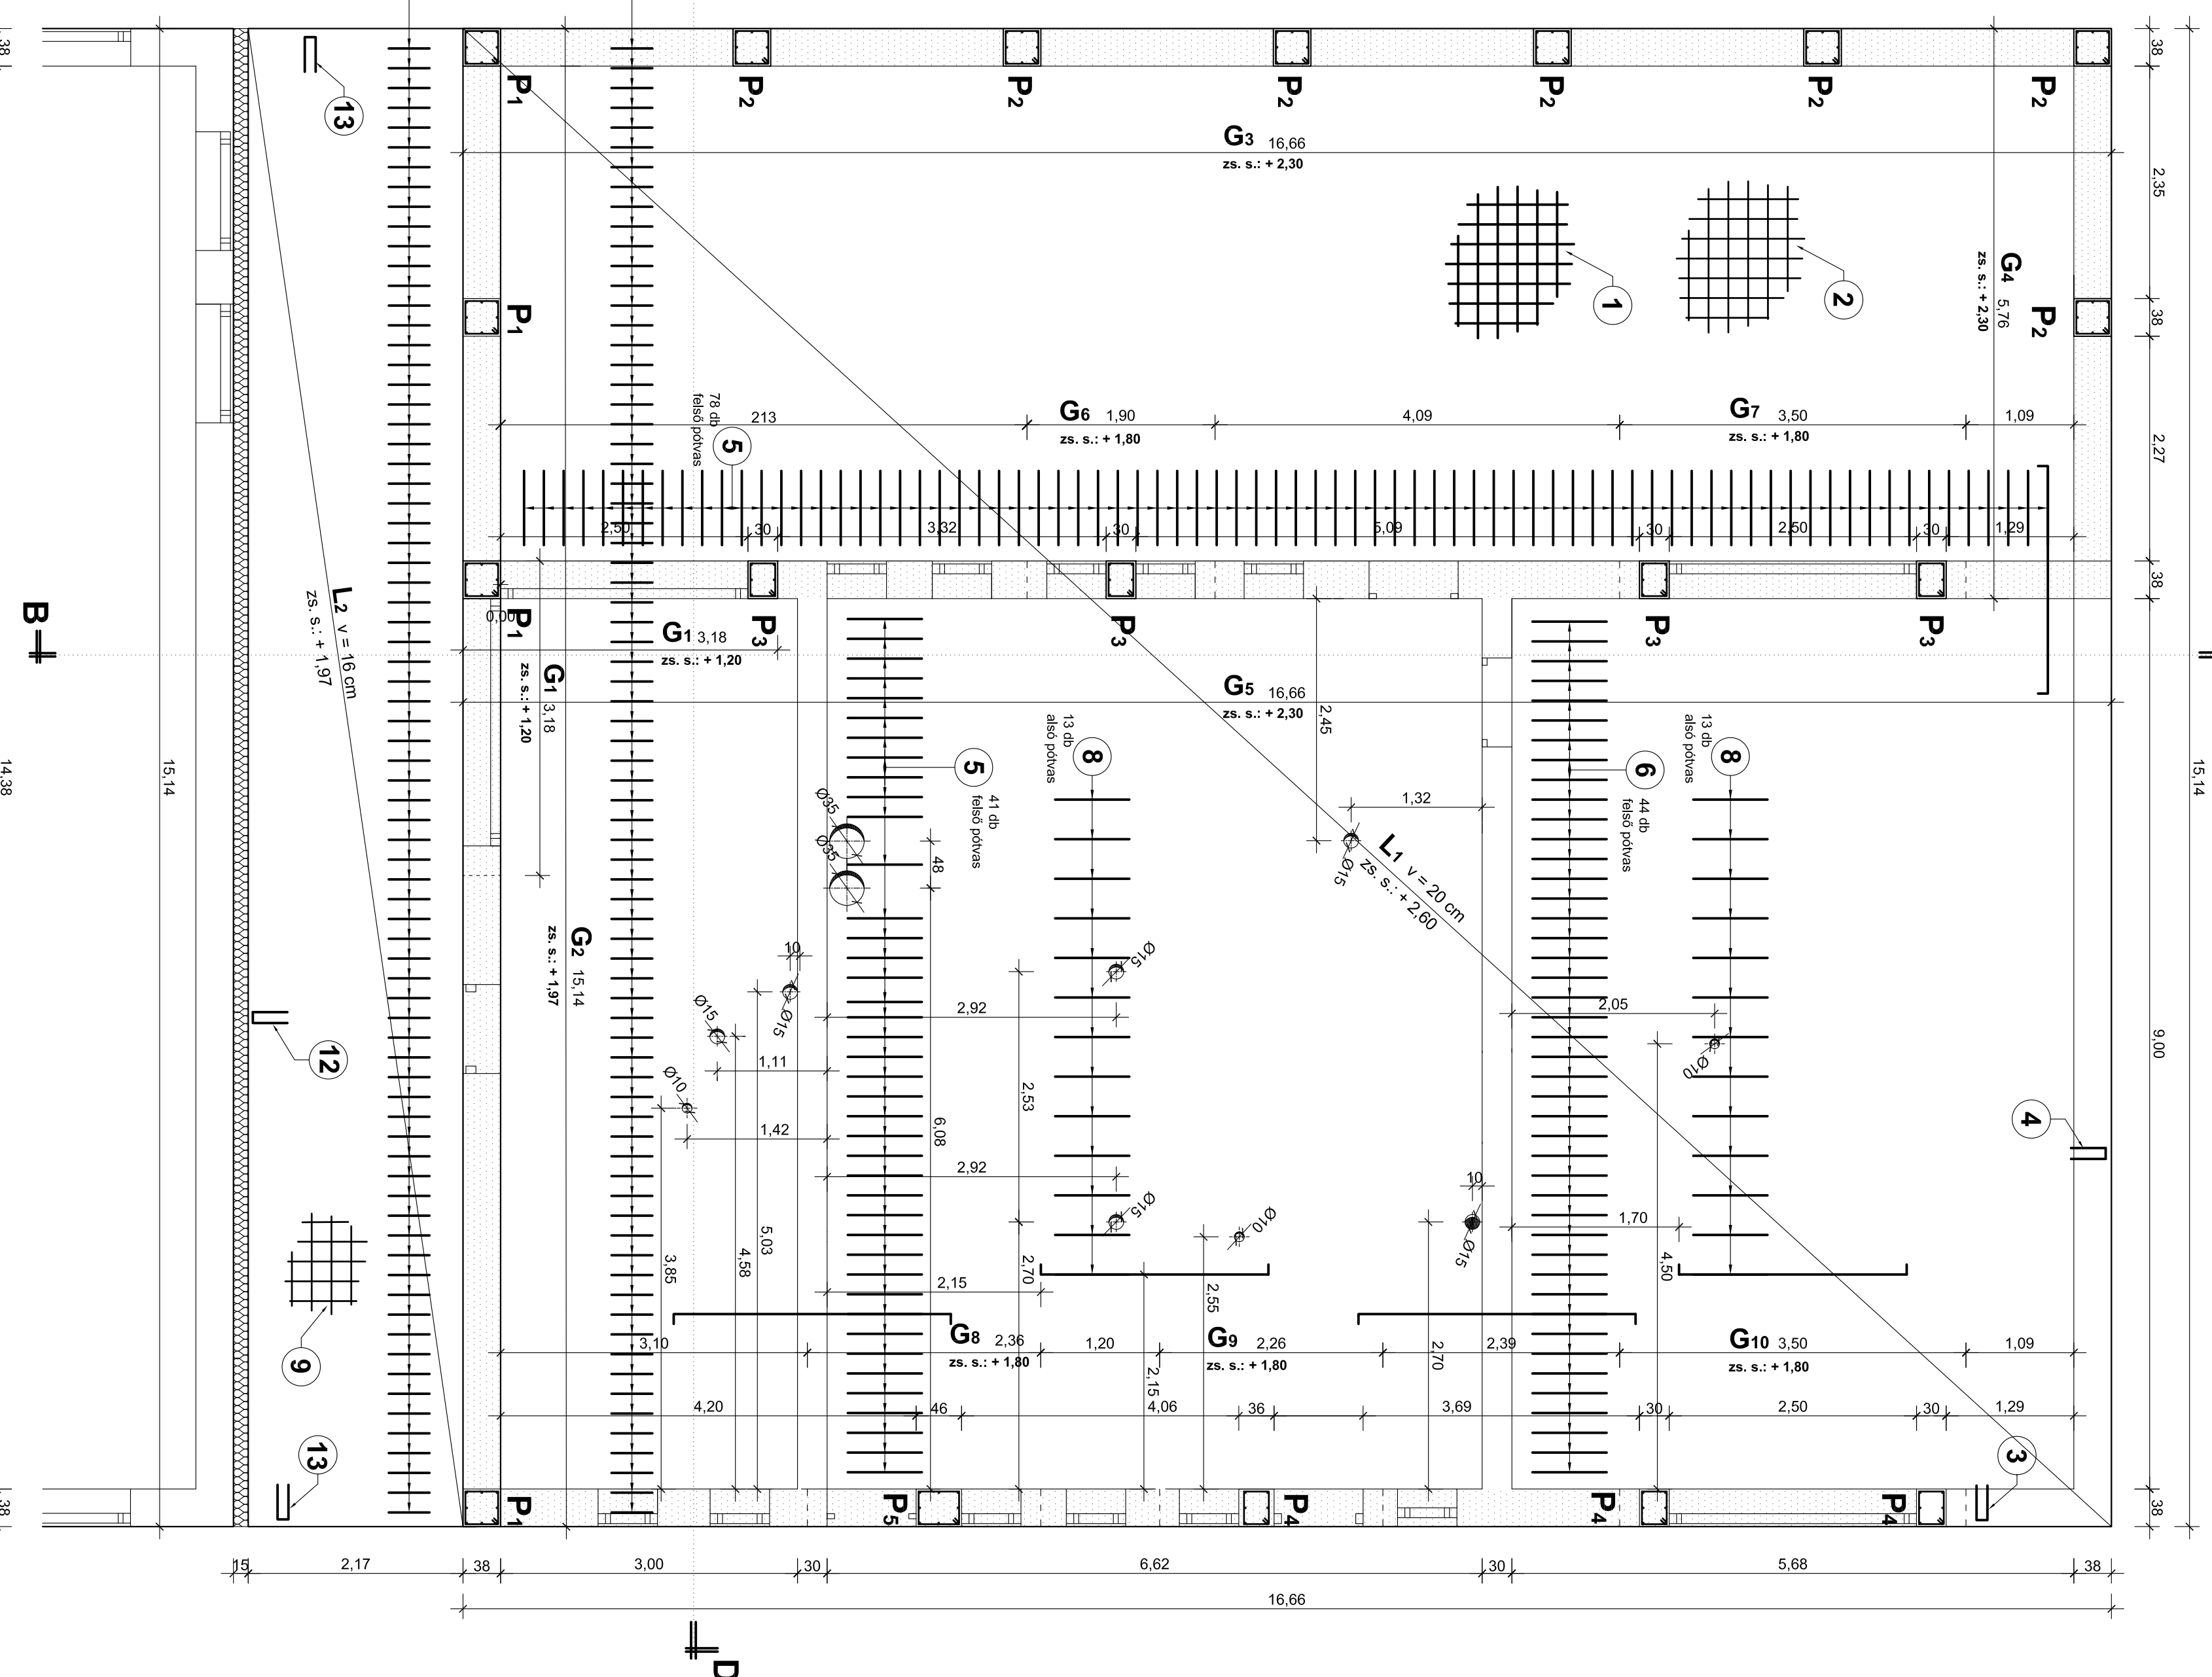 38
15,14
P1
P2
P2
P2
P2
P2
P2
38
13
G3 16,66
zs. s.: + 2,30
2,35
1
2
G4 5,76
zs. s.: + 2,30
P1
P2
38
78 db
felső pótvas
5
213
G6 1,90
zs. s.: + 1,80
4,09
G7 3,50
zs. s.: + 1,80
1,09
2,27
2,50
30
3,32
30
5,09
30
2,50
30
1,29
38
L2 v = 16 cm
zs. s.: + 1,97
B
0,00
P1
P3
P3
P3
P3
G1 3,18
zs. s.: + 1,20
G1 3,18
zs. s.: + 1,20
G5 16,66
zs. s.: + 2,30
2,45
13 db
alsó pótvas
8
5
41 db
felső pótvas
6
44 db
felső pótvas
13 db
alsó pótvas
8
14,38
15,14
15,14
Ø35
Ø35
48
1,32
Ø15
L1 v = 20 cm
zs. s.: + 2,60
G2 15,14
zs. s.: + 1,97
10
Ø15
Ø15
Ø15
2,92
2,05
Ø10
9,00
12
Ø10
1,11
1,42
2,53
6,08
2,92
4
Ø15
Ø10
10
Ø15
1,70
4,50
5,03
4,58
3,85
2,70
2,15
2,55
2,15
2,70
9
3,10
G8 2,36
zs. s.: + 1,80
1,20
G9 2,26
zs. s.: + 1,80
2,39
G10 3,50
zs. s.: + 1,80
1,09
4,20
46
4,06
36
3,69
30
2,50
30
1,29
13
3
P1
P5
P4
P4
P4
38
38
15
2,17
38
3,00
30
6,62
30
5,68
38
16,66
D